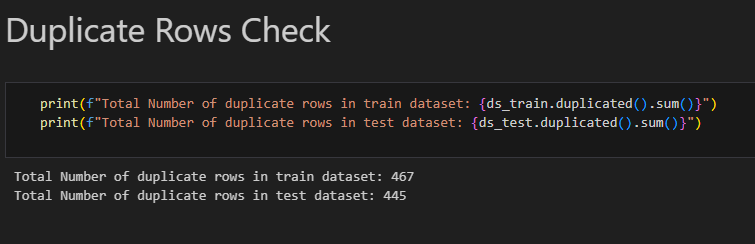 Duplicate Rows Check
print(f"Total Number of duplicate rows in train dataset: {ds_train.duplicated().sum()}")
print(f"Total Number of duplicate rows in test dataset: {ds_test.duplicated().sum()}")
Total Number of duplicate rows in train dataset: 467
Total Number of duplicate rows in test dataset: 445